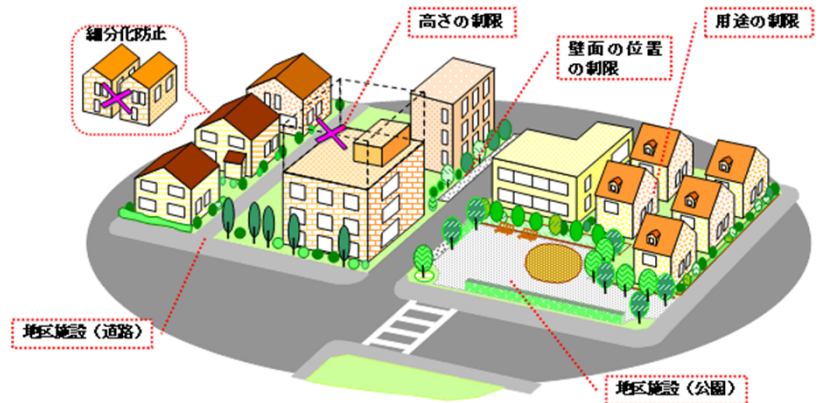 細分化防止
高さの制限
壁面の位置
の制限
用途の制限
地区施設（道路）
地区施設（公園）